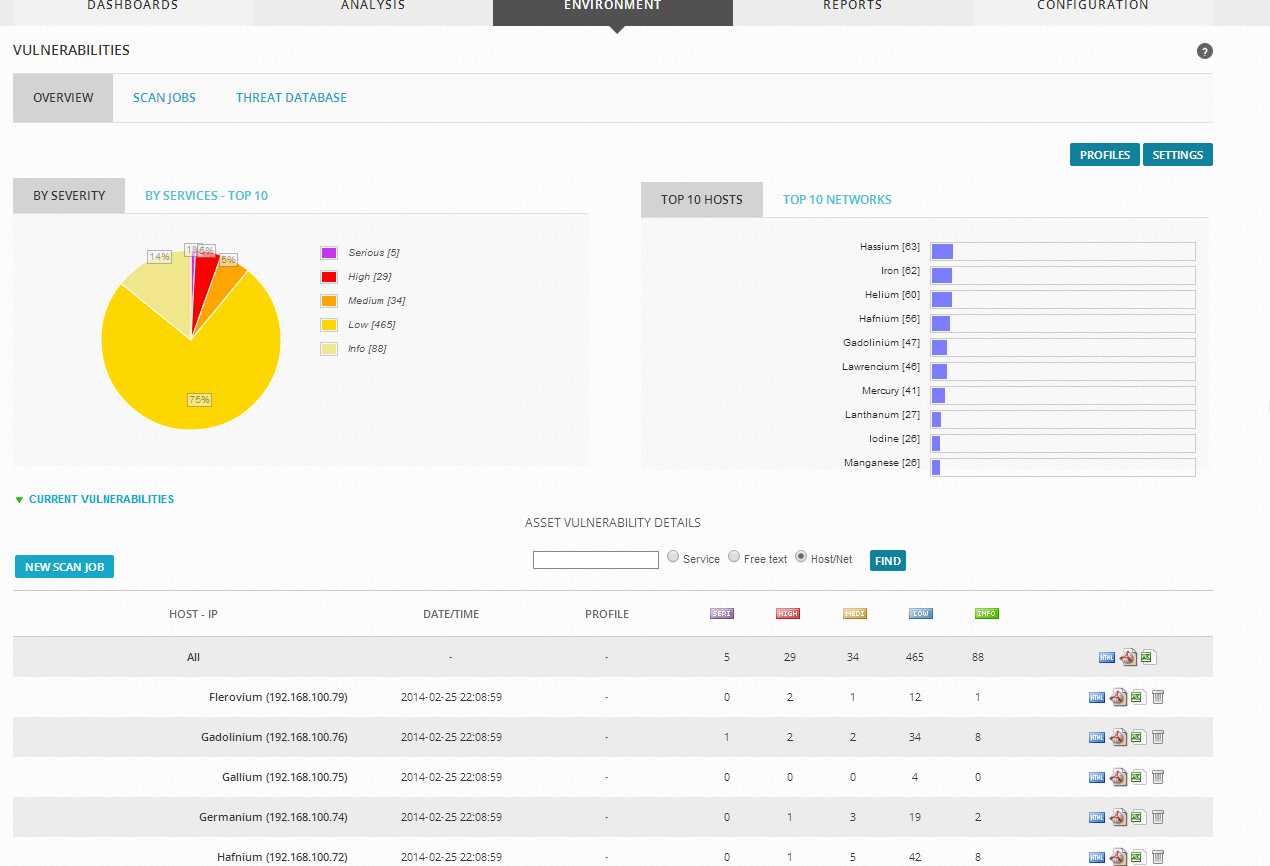 DASHBOARDS ANALYSIS ENVIRONMENT REPORTS CONFIGURATION
VULNERABILITIES ?
OVERVIEW SCAN JOBS THREAT DATABASE
PROFILES SETTINGS
BY SEVERITY BY SERVICES - TOP 10
14% 5% 5%
75%
Serious [5]
High [29]
Medium [34]
Low [465]
Info [88]
TOP 10 HOSTS TOP 10 NETWORKS
Hassium [63]
Iron [62]
Helium [60]
Hafnium [56]
Gadolinium [47]
Lawrencium [46]
Mercury [41]
Lanthanum [27]
Iodine [26]
Manganese [26]
CURRENT VULNERABILITIES
ASSET VULNERABILITY DETAILS
NEW SCAN JOB Service Free text Host/Net FIND
HOST - IP DATE/TIME PROFILE SERI HIGH MEDI LOW INFO
All - - 5 29 34 465 88 HTML
Flerovium (192.168.100.79) 2014-02-25 22:08:59 - 0 2 1 12 1 HTML
Gadolinium (192.168.100.76) 2014-02-25 22:08:59 - 1 2 2 34 8 HTML
Gallium (192.168.100.75) 2014-02-25 22:08:59 - 0 0 0 4 0 HTML
Germanium (192.168.100.74) 2014-02-25 22:08:59 - 0 1 3 19 2 HTML
Hafnium (192.168.100.72) 2014-02-25 22:08:59 - 0 1 5 42 8 HTML